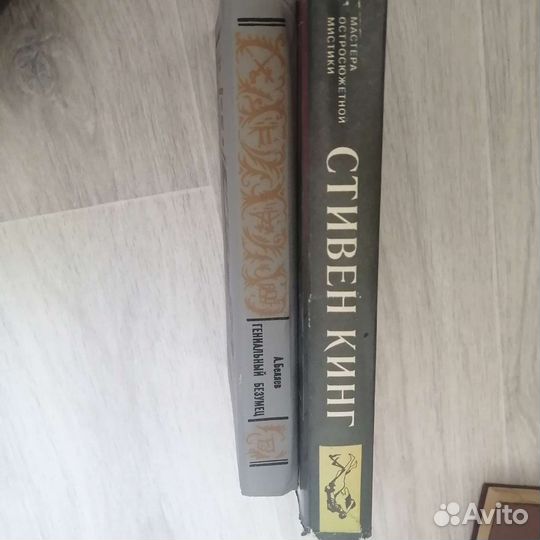 А.Беляев
ГЕНИАЛЬНЫЙ БЕЗУМЕЦ
МАСТЕРА
ОСТРОСЮЖЕТНОЙ
МИСТИКИ
СТИВЕН КИНГ
Avito